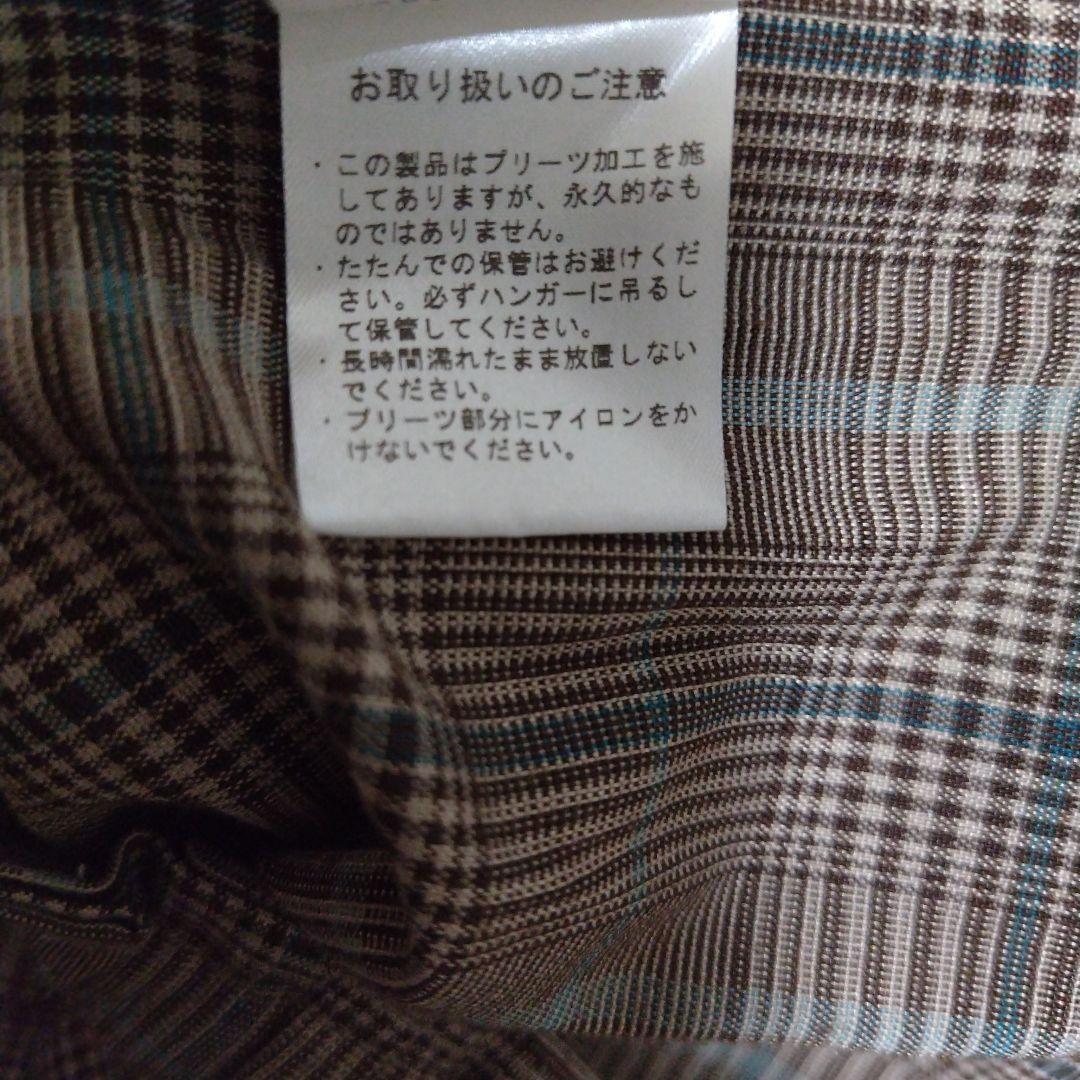 お取り扱いのご注意
・この製品はプリーツ加工を施
してありますが、永久的なも
のではありません。
・たたんでの保管はお避けくだ
さい。必ずハンガーに吊るし
て保管してください。
・長時間濡れたまま放置しない
でください。
・プリーツ部分にアイロンをか
けないでください。